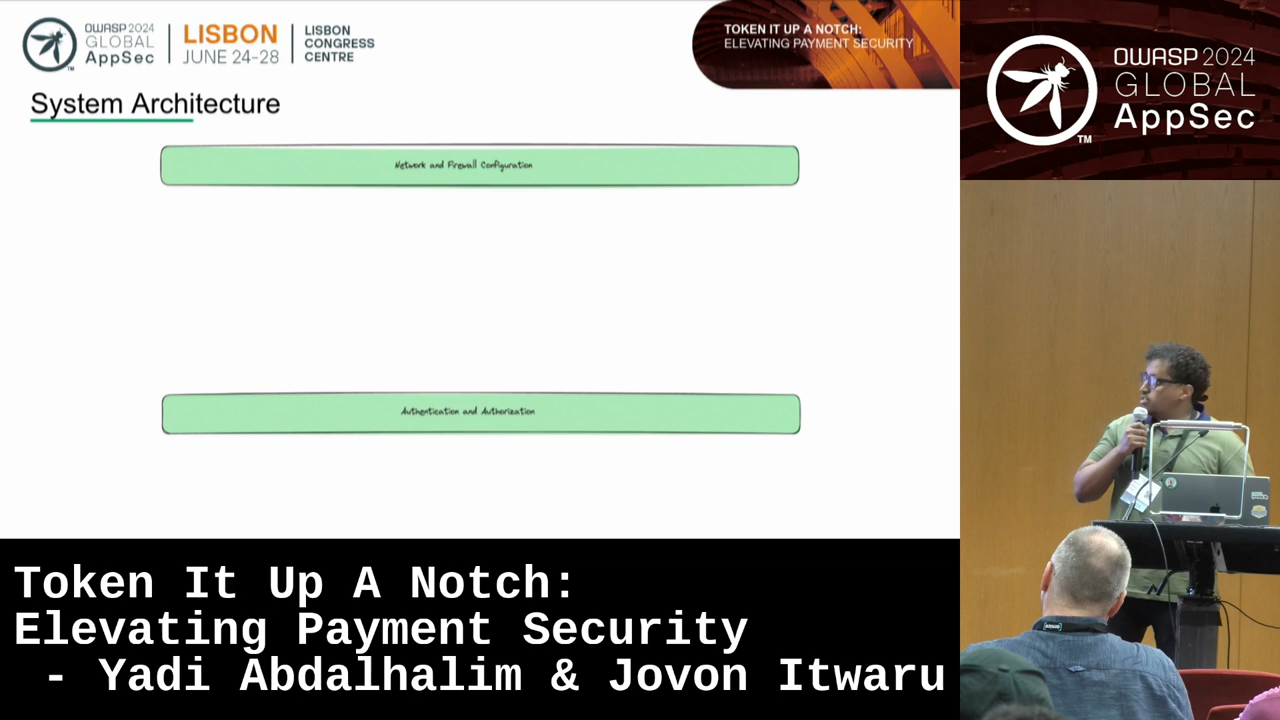 OWASP 2024
GLOBAL
AppSec
TM
LISBON
JUNE 24-28
LISBON
CONGRESS
CENTRE
TOKEN IT UP A NOTCH:
ELEVATING PAYMENT SECURITY
System Architecture
Network and Firewall Configuration
Authentication and Authorization
Token It Up A Notch:
Elevating Payment Security
- Yadi Abdalhalim & Jovon Itwaru
OWASP 2024
GLOBAL
AppSec
TM